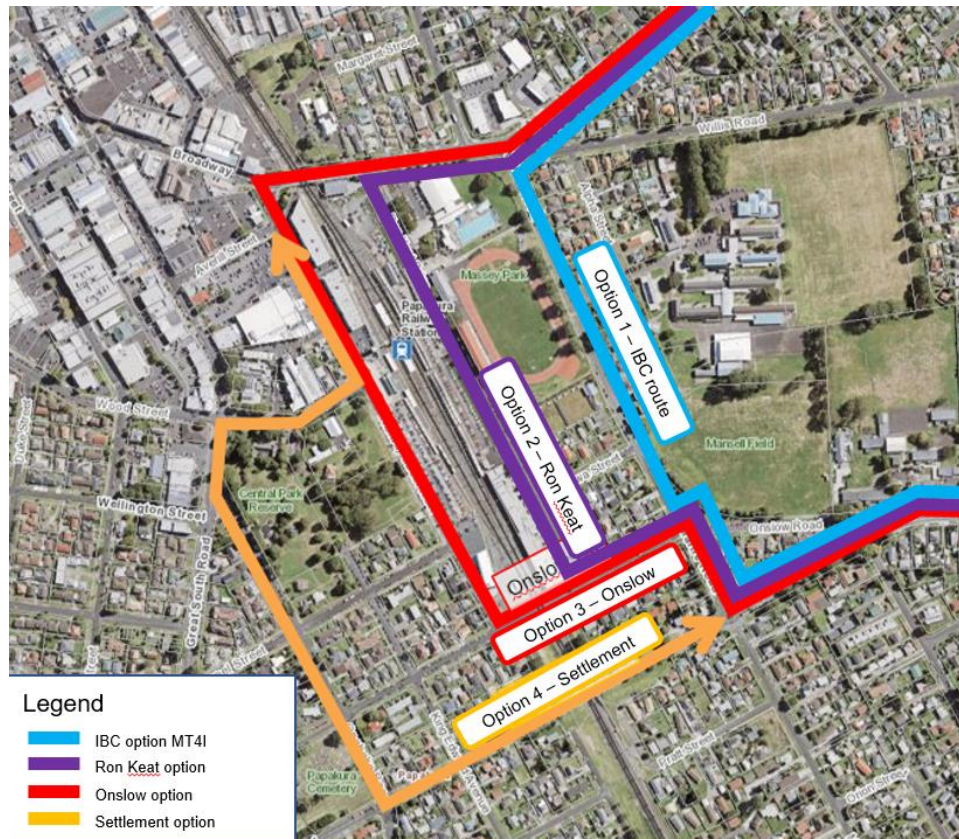 Margaret Street
Willis Road
Broadway
Averill Street
Massey Park
Papakura
Railway
Station
Option 1 – IBC route
Option 2 – Ron Keat
Wood Street
Mansell Field
Wellington Street
Central Park
Reserve
Great South Road
Onslow Road
Onslo
Option 3 – Onslow
Option 4 – Settlement
Pratt Street
Orion Street
Papakura
Cemetery
Legend
IBC option MT4I
Ron Keat option
Onslow option
Settlement option